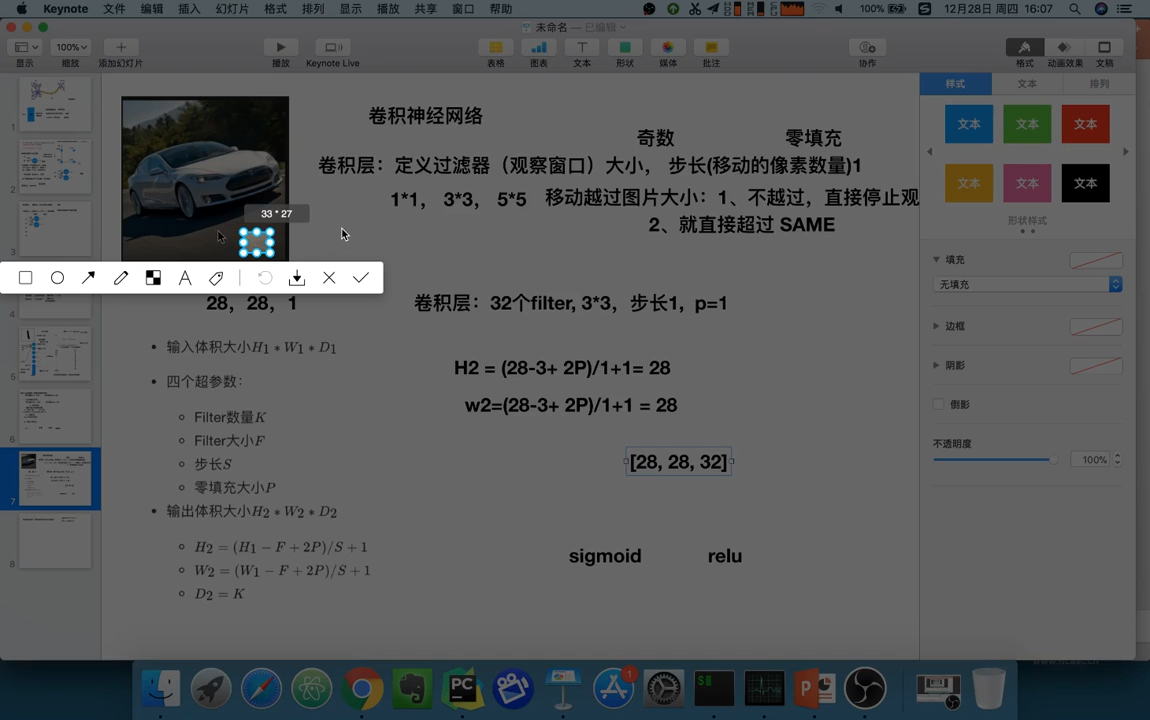 Keynote 文件 编辑 插入 幻灯片 格式 排列 显示 播放 共享 窗口 帮助 100% 12月28日 周四 16:07
未命名 — 已编辑
100%
显示 缩放 添加幻灯片 播放 Keynote Live 表格 图表 文本 形状 媒体 批注 协作 格式 动画效果 文稿
样式 文本 排列
文本 文本 文本
文本 文本 文本
形状样式
填充
无填充
边框
阴影
倒影
不透明度
100%
1
2
3
4
5
6
7
8
卷积神经网络
奇数 零填充
卷积层：定义过滤器（观察窗口）大小， 步长(移动的像素数量)1
1*1， 3*3， 5*5 移动越过图片大小：1、不越过，直接停止观
2、就直接超过 SAME
33 * 27
28，28，1 卷积层：32个filter, 3*3，步长1，p=1
• 输入体积大小H1 * W1 * D1
• 四个超参数：
Filter数量K
Filter大小F
步长S
零填充大小P
• 输出体积大小H2 * W2 * D2
H2 = (H1 − F + 2P)/S + 1
W2 = (W1 − F + 2P)/S + 1
D2 = K
H2 = (28-3+ 2P)/1+1= 28
w2=(28-3+ 2P)/1+1 = 28
[28, 28, 32]
sigmoid relu
PC
1